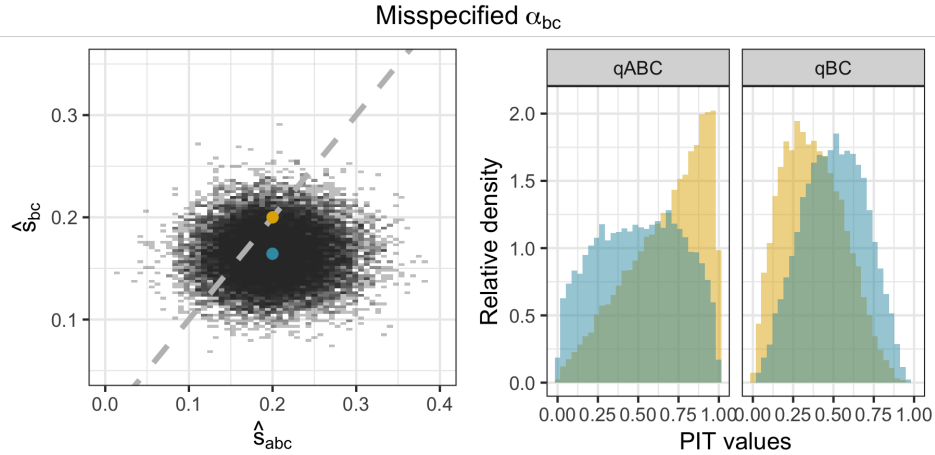 Misspecified αbc
ŝbc
0.3
0.2
0.1
0.0 0.1 0.2 0.3 0.4
ŝabc
qABC qBC
Relative density
2.0
1.5
1.0
0.5
0.0
0.00 0.25 0.50 0.75 1.00 0.00 0.25 0.50 0.75 1.00
PIT values